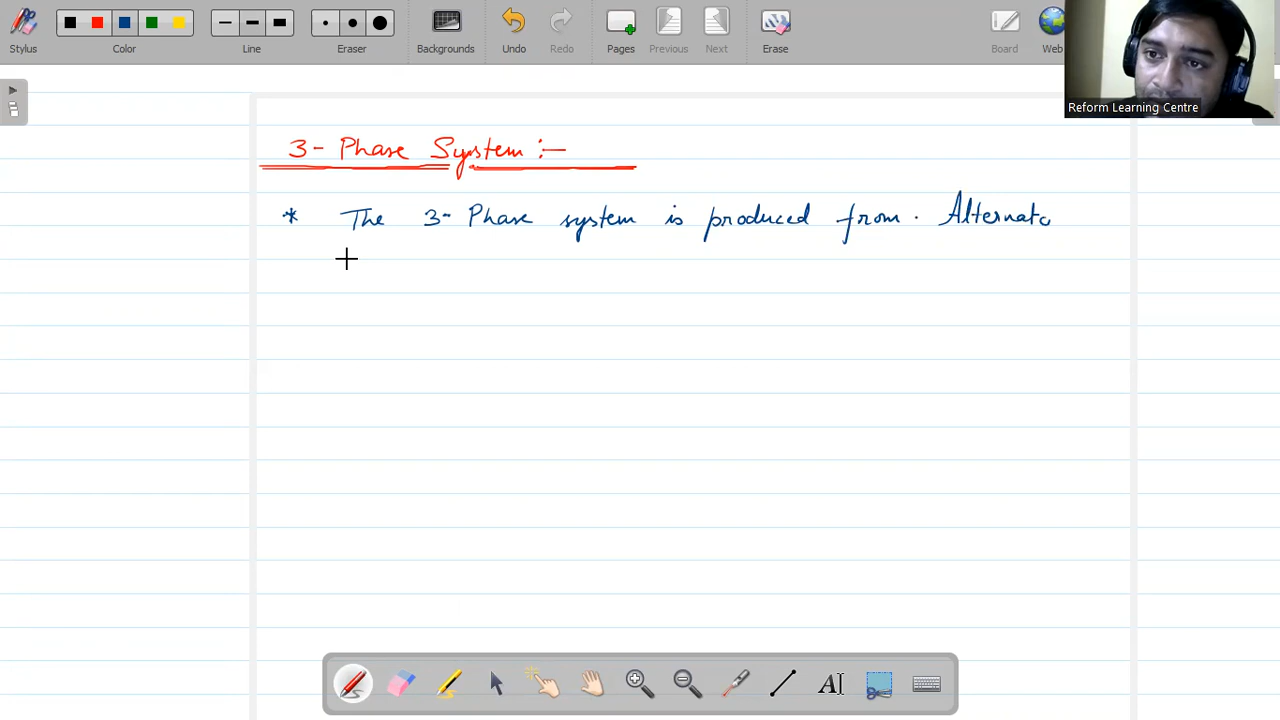 Stylus
Color
Line
Eraser
Backgrounds
Undo
Redo
Pages
Previous
Next
Erase
Board
Web
Reform Learning Centre
3- Phase System :-
* The 3- Phase system is produced from. Alternato
A